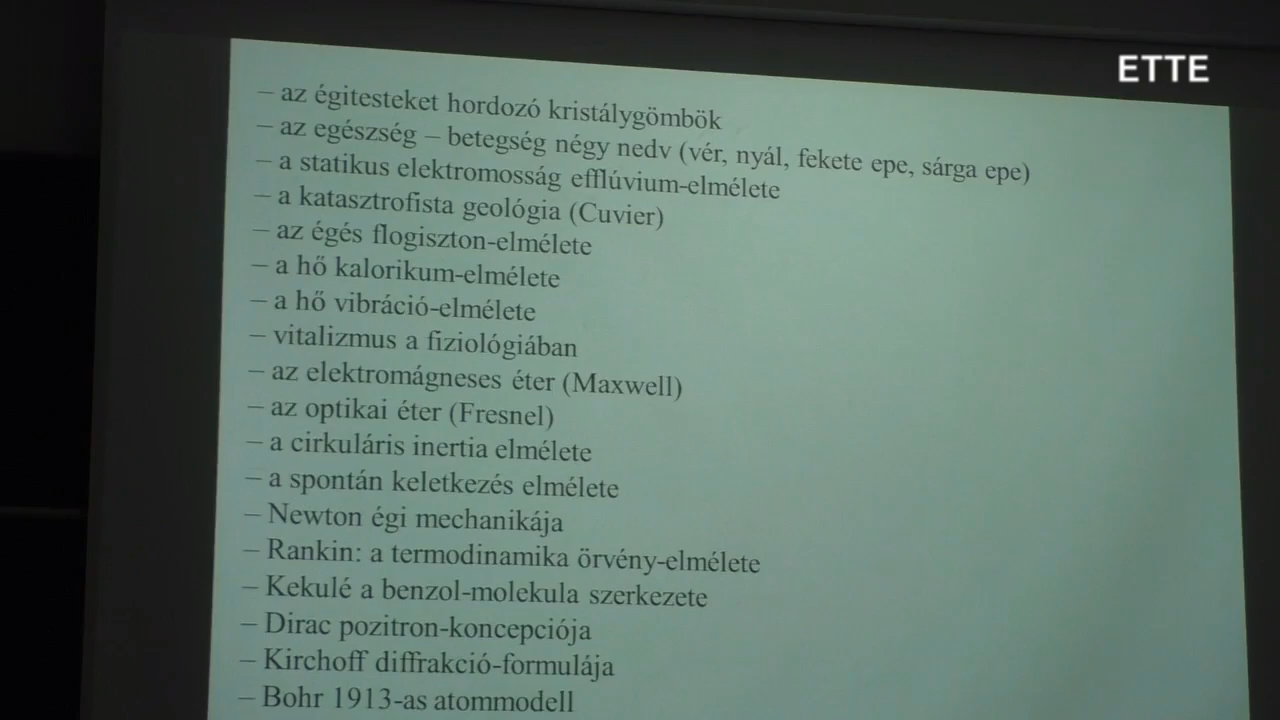 ETTE
– az égitesteket hordozó kristálygömbök
– az egészség – betegség négy nedv (vér, nyál, fekete epe, sárga epe)
– a statikus elektromosság efflúvium-elmélete
– a katasztrofista geológia (Cuvier)
– az égés flogiszton-elmélete
– a hő kalorikum-elmélete
– a hő vibráció-elmélete
– vitalizmus a fiziológiában
– az elektromágneses éter (Maxwell)
– az optikai éter (Fresnel)
– a cirkuláris inertia elmélete
– a spontán keletkezés elmélete
– Newton égi mechanikája
– Rankin: a termodinamika örvény-elmélete
– Kekulé a benzol-molekula szerkezete
– Dirac pozitron-koncepciója
– Kirchoff diffrakció-formulája
– Bohr 1913-as atommodell